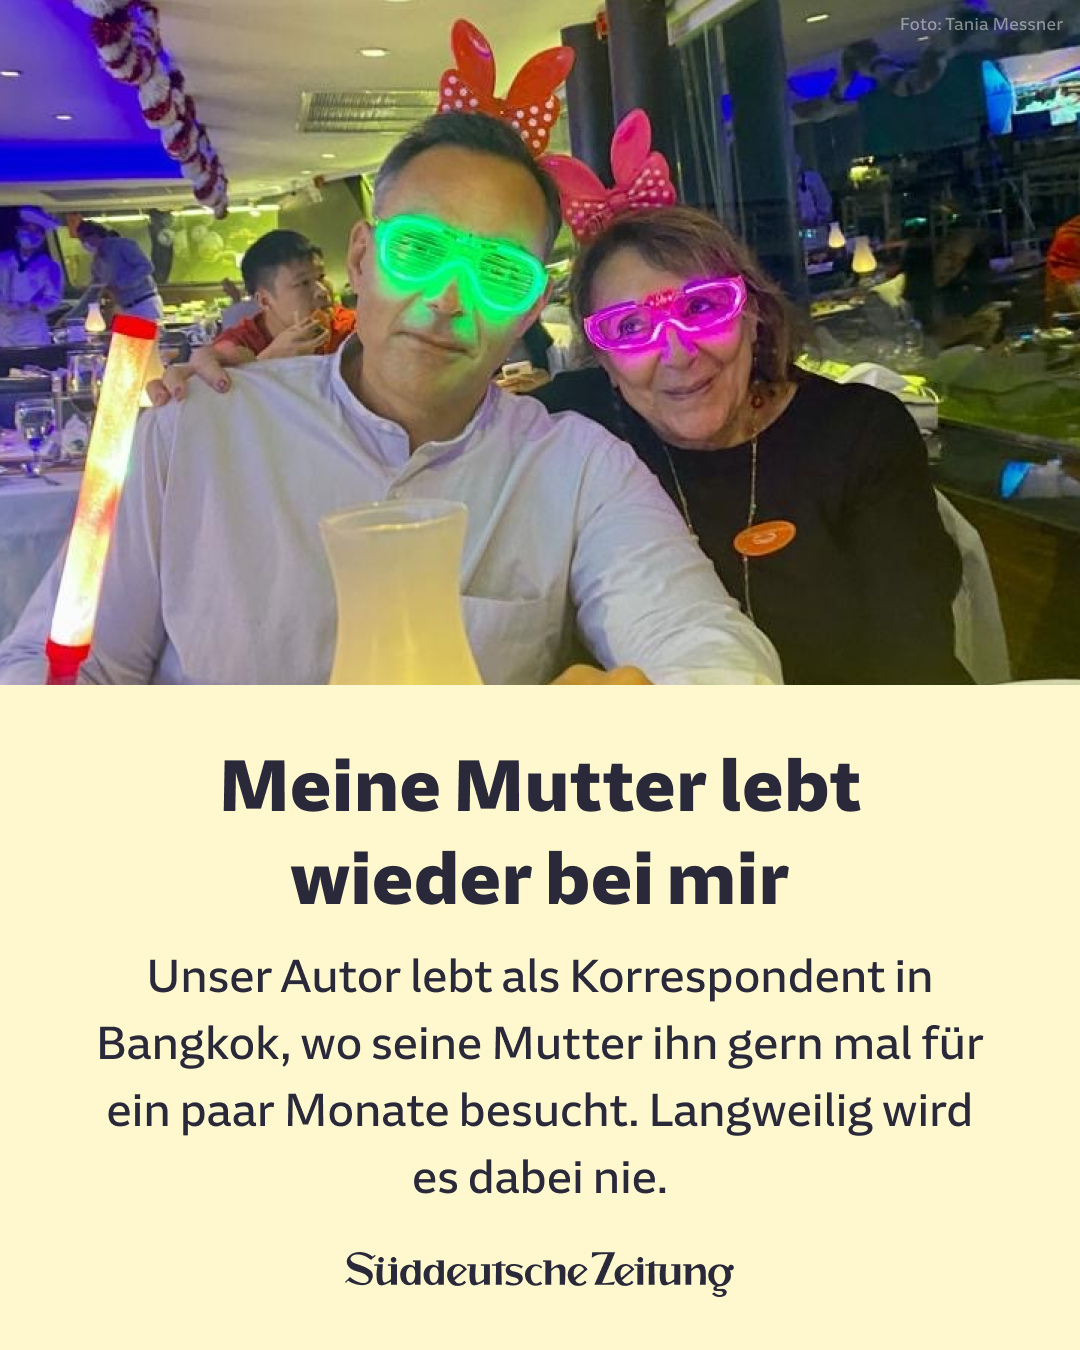 Foto: Tania Messner
Meine Mutter lebt
wieder bei mir
Unser Autor lebt als Korrespondent in
Bangkok, wo seine Mutter ihn gern mal für
ein paar Monate besucht. Langweilig wird
es dabei nie.
Süddeutsche Zeitung